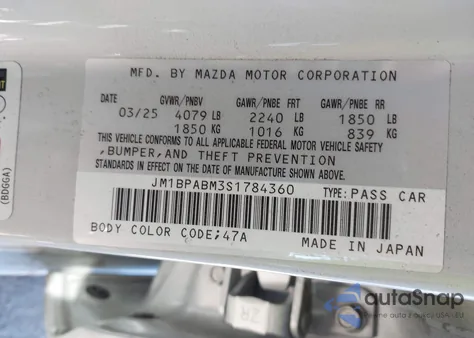 MFD. BY MAZDA MOTOR CORPORATION
GVWR/PNBV GAWR/PNBE FRT GAWR/PNBE RR
03/25 4079 LB 2240 LB 1850 LB
1850 KG 1016 KG 839 KG
THIS VEHICLE CONFORMS TO ALL APPLICABLE FEDERAL MOTOR VEHICLE SAFETY
,BUMPER,AND THEFT PREVENTION
STANDARDS IN EFFECT ON THE DATE OF MANUFACTURE SHOWN ABOVE.
JM1BPABM3S1784360 TYPE:PASS CAR
BODY COLOR CODE;47A MADE IN JAPAN
(BDGGA)
ZR
autoSnap